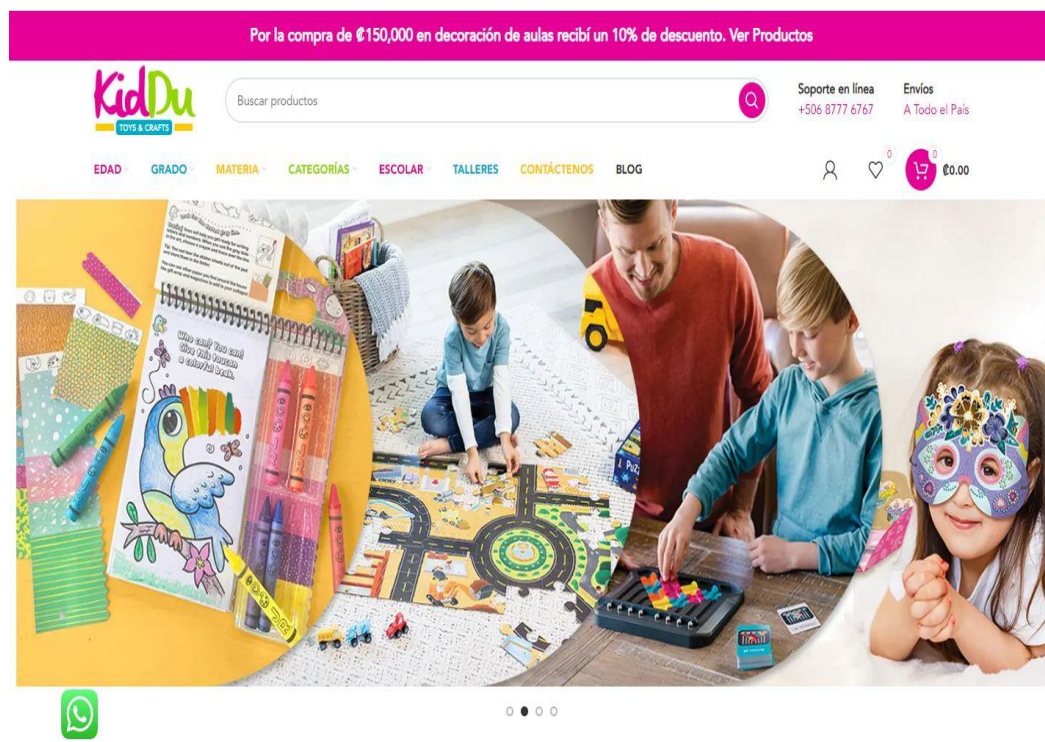 Por la compra de ₡150,000 en decoración de aulas recibí un 10% de descuento. Ver Productos
KidDu
TOYS & CRAFTS
Buscar productos
Soporte en línea
+506 8777 6767
Envíos
A Todo el País
EDAD
GRADO
MATERIA
CATEGORÍAS
ESCOLAR
TALLERES
CONTÁCTENOS
BLOG
0
0
₡0.00
Who can? You can!
Give this toucan
a colorful beak.